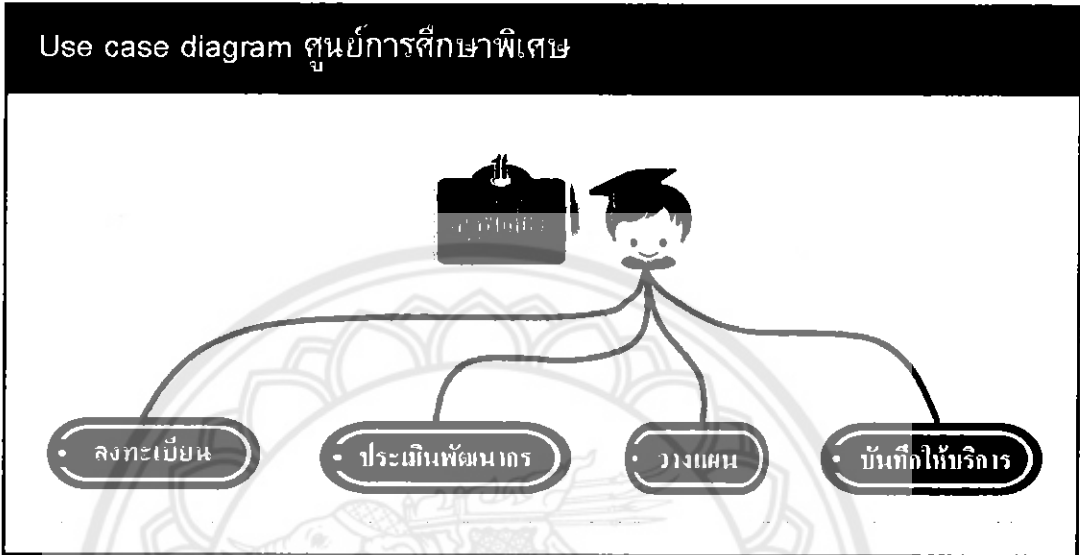 Use case diagram ศูนย์การศึกษาพิเศษ
ลงทะเบียน
ประเมินพัฒนากร
วางแผน
บันทึกให้บริการ